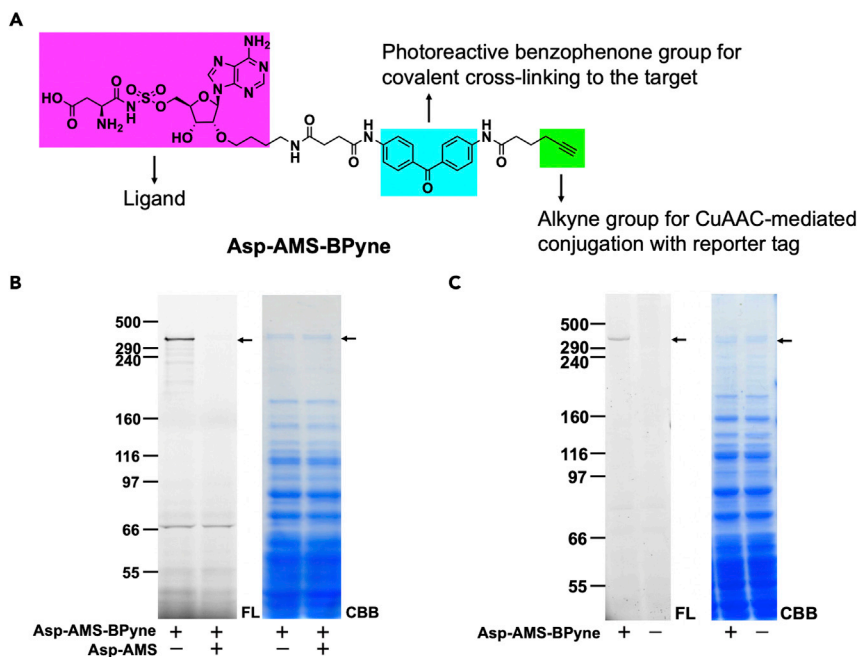 A
Photoreactive benzophenone group for
covalent cross-linking to the target
NH2
N
N
N
N
O
O
O
O
O
HO
S
O
N
H
NH2
O
HO
O
N
H
O
O
H
N
O
H
N
O
Ligand
Alkyne group for CuAAC-mediated
conjugation with reporter tag
Asp-AMS-BPyne
B
500
290
240
160
116
97
66
55
FL
CBB
Asp-AMS-BPyne + + + +
Asp-AMS − + − +
C
500
290
240
160
116
97
66
55
FL
CBB
Asp-AMS-BPyne + − + −